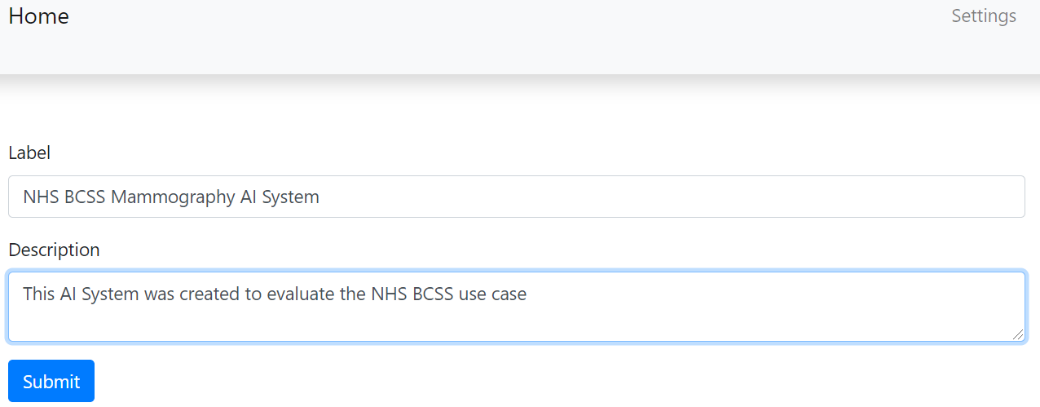 Home Settings
Label
NHS BCSS Mammography AI System
Description
This AI System was created to evaluate the NHS BCSS use case
Submit